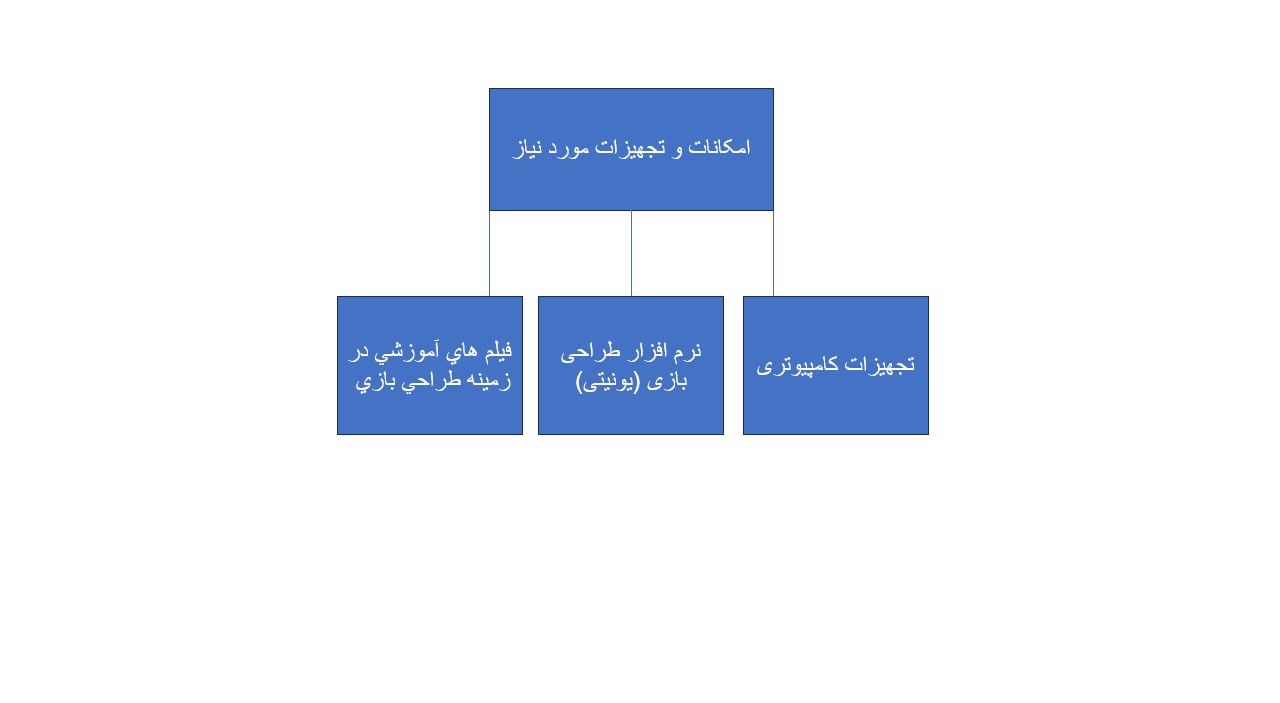 امکانات و تجهیزات مورد نیاز
تجهیزات کامپیوتری
نرم افزار طراحی
بازی (یونیتی)
فيلم هاي آموزشي در
زمينه طراحي بازي